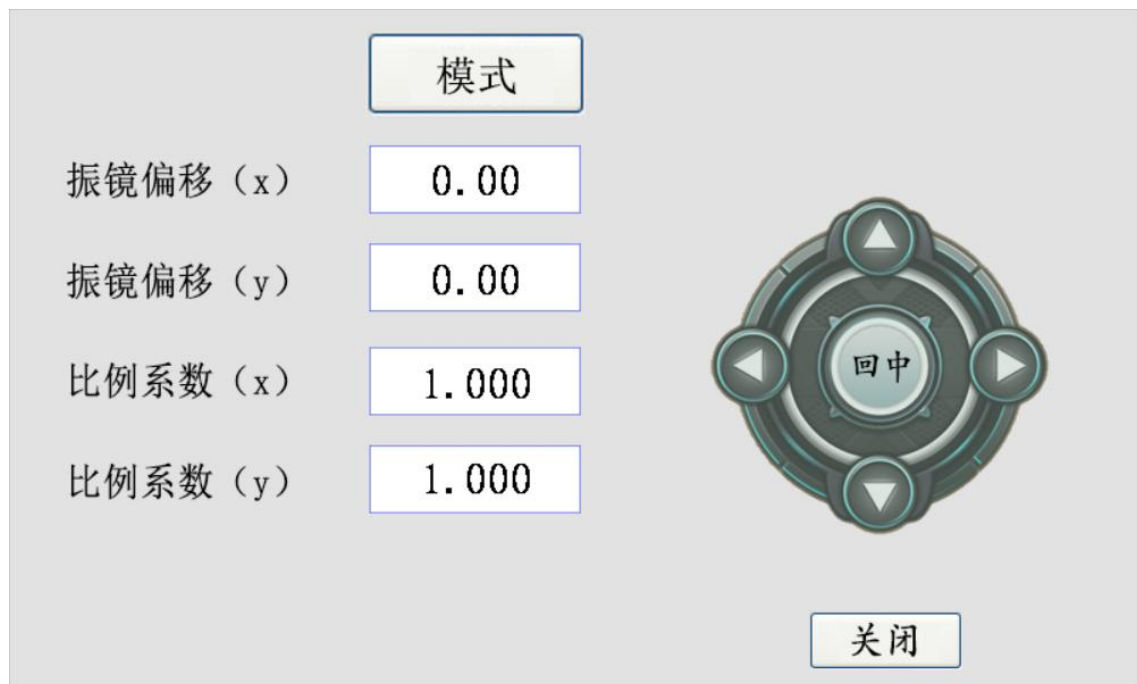 模式
振镜偏移（x） 0.00
振镜偏移（y） 0.00
比例系数（x） 1.000
比例系数（y） 1.000
回中
关闭